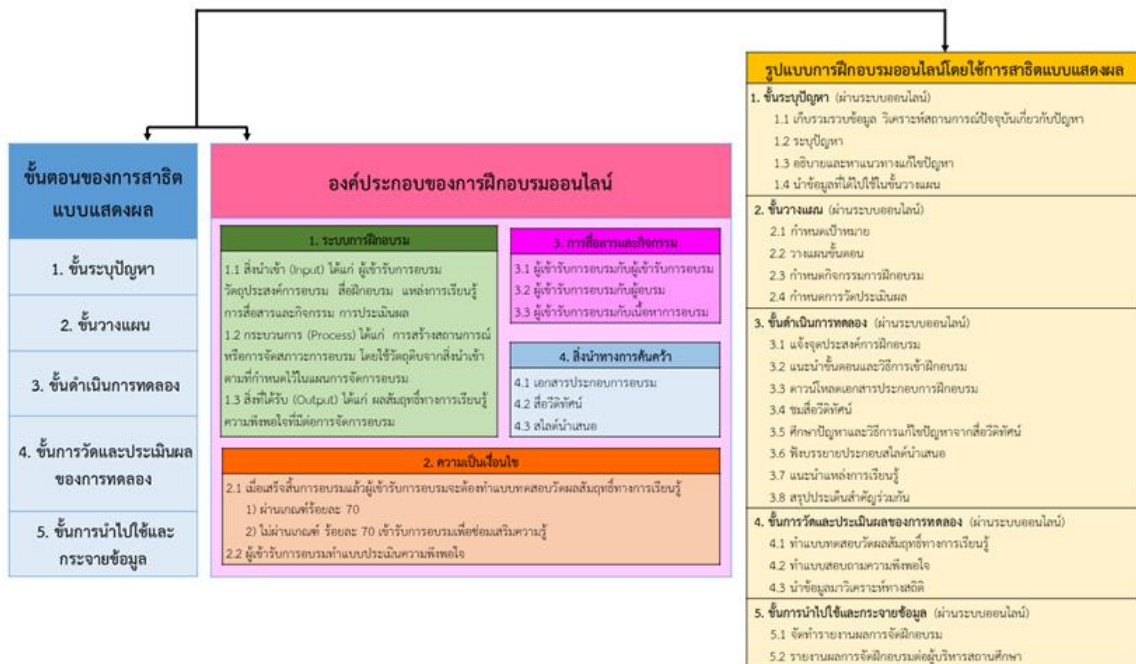 ขั้นตอนของการสาธิต
แบบแสดงผล
1. ขั้นระบุปัญหา
2. ขั้นวางแผน
3. ขั้นดำเนินการทดลอง
4. ขั้นการวัดและประเมินผล
ของการทดลอง
5. ขั้นการนำไปใช้และ
กระจายข้อมูล
องค์ประกอบของการฝึกอบรมออนไลน์
1. ระบบการฝึกอบรม
1.1 สิ่งนำเข้า (Input) ได้แก่ ผู้เข้ารับการอบรม
วัตถุประสงค์การอบรม สื่อฝึกอบรม แหล่งการเรียนรู้
การสื่อสารและกิจกรรม การประเมินผล
1.2 กระบวนการ (Process) ได้แก่ การสร้างสถานการณ์
หรือการจัดสภาวะการอบรม โดยใช้วัตถุดิบจากสิ่งนำเข้า
ตามที่กำหนดไว้ในแผนการจัดการอบรม
1.3 สิ่งที่ได้รับ (Output) ได้แก่ ผลสัมฤทธิ์ทางการเรียนรู้
ความพึงพอใจที่มีต่อการจัดการอบรม
3. การสื่อสารและกิจกรรม
3.1 ผู้เข้ารับการอบรมกับผู้เข้ารับการอบรม
3.2 ผู้เข้ารับการอบรมกับผู้อบรม
3.3 ผู้เข้ารับการอบรมกับเนื้อหาการอบรม
4. สิ่งนำทางการค้นคว้า
4.1 เอกสารประกอบการอบรม
4.2 สื่อวีดิทัศน์
4.3 สไลด์นำเสนอ
2. ความเป็นเงื่อนไข
2.1 เมื่อเสร็จสิ้นการอบรมแล้วผู้เข้ารับการอบรมจะต้องทำแบบทดสอบวัดผลสัมฤทธิ์ทางการเรียนรู้
1) ผ่านเกณฑ์ร้อยละ 70
2) ไม่ผ่านเกณฑ์ ร้อยละ 70 เข้ารับการอบรมเพื่อซ่อมเสริมความรู้
2.2 ผู้เข้ารับการอบรมทำแบบประเมินความพึงพอใจ
รูปแบบการฝึกอบรมออนไลน์โดยใช้การสาธิตแบบแสดงผล
1. ขั้นระบุปัญหา (ผ่านระบบออนไลน์)
1.1 เก็บรวมรวบข้อมูล วิเคราะห์สถานการณ์ปัจจุบันเกี่ยวกับปัญหา
1.2 ระบุปัญหา
1.3 อธิบายและหาแนวทางแก้ไขปัญหา
1.4 นำข้อมูลที่ได้ไปใช้ในขั้นวางแผน
2. ขั้นวางแผน (ผ่านระบบออนไลน์)
2.1 กำหนดเป้าหมาย
2.2 วางแผนขั้นตอน
2.3 กำหนดกิจกรรมการฝึกอบรม
2.4 กำหนดการวัดประเมินผล
3. ขั้นดำเนินการทดลอง (ผ่านระบบออนไลน์)
3.1 แจ้งจุดประสงค์การฝึกอบรม
3.2 แนะนำขั้นตอนและวิธีการเข้าฝึกอบรม
3.3 ดาวน์โหลดเอกสารประกอบการฝึกอบรม
3.4 ชมสื่อวีดิทัศน์
3.5 ศึกษาปัญหาและวิธีการแก้ไขปัญหาจากสื่อวีดิทัศน์
3.6 ฟังบรรยายประกอบสไลด์นำเสนอ
3.7 แนะนำแหล่งการเรียนรู้
3.8 สรุปประเด็นสำคัญร่วมกัน
4. ขั้นการวัดและประเมินผลของการทดลอง (ผ่านระบบออนไลน์)
4.1 ทำแบบทดสอบวัดผลสัมฤทธิ์ทางการเรียนรู้
4.2 ทำแบบสอบถามความพึงพอใจ
4.3 นำข้อมูลมาวิเคราะห์ทางสถิติ
5. ขั้นการนำไปใช้และกระจายข้อมูล (ผ่านระบบออนไลน์)
5.1 จัดทำรายงานผลการจัดฝึกอบรม
5.2 รายงานผลการจัดฝึกอบรมต่อผู้บริหารสถานศึกษา